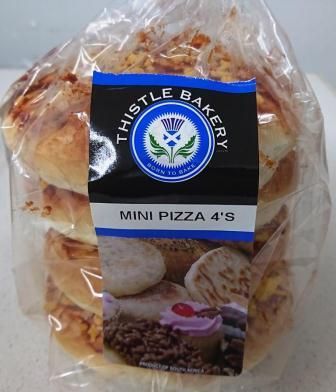 THISTLE BAKERY
BORN TO BAKE
MINI PIZZA 4'S
PRODUCT OF SOUTH AFRICA